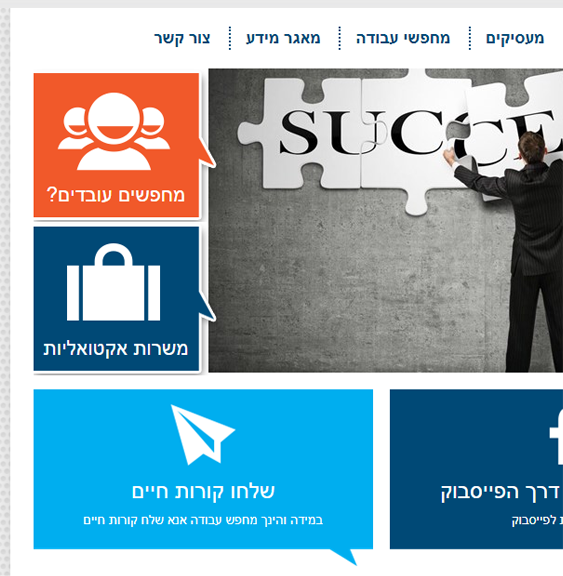 מעסיקים
מחפשי עבודה
מאגר מידע
צור קשר
SUCCE
מחפשים עובדים?
משרות אקטואליות
דרך הפייסבוק
לפייסבוק
שלחו קורות חיים
במידה והינך מחפש עבודה אנא שלח קורות חיים